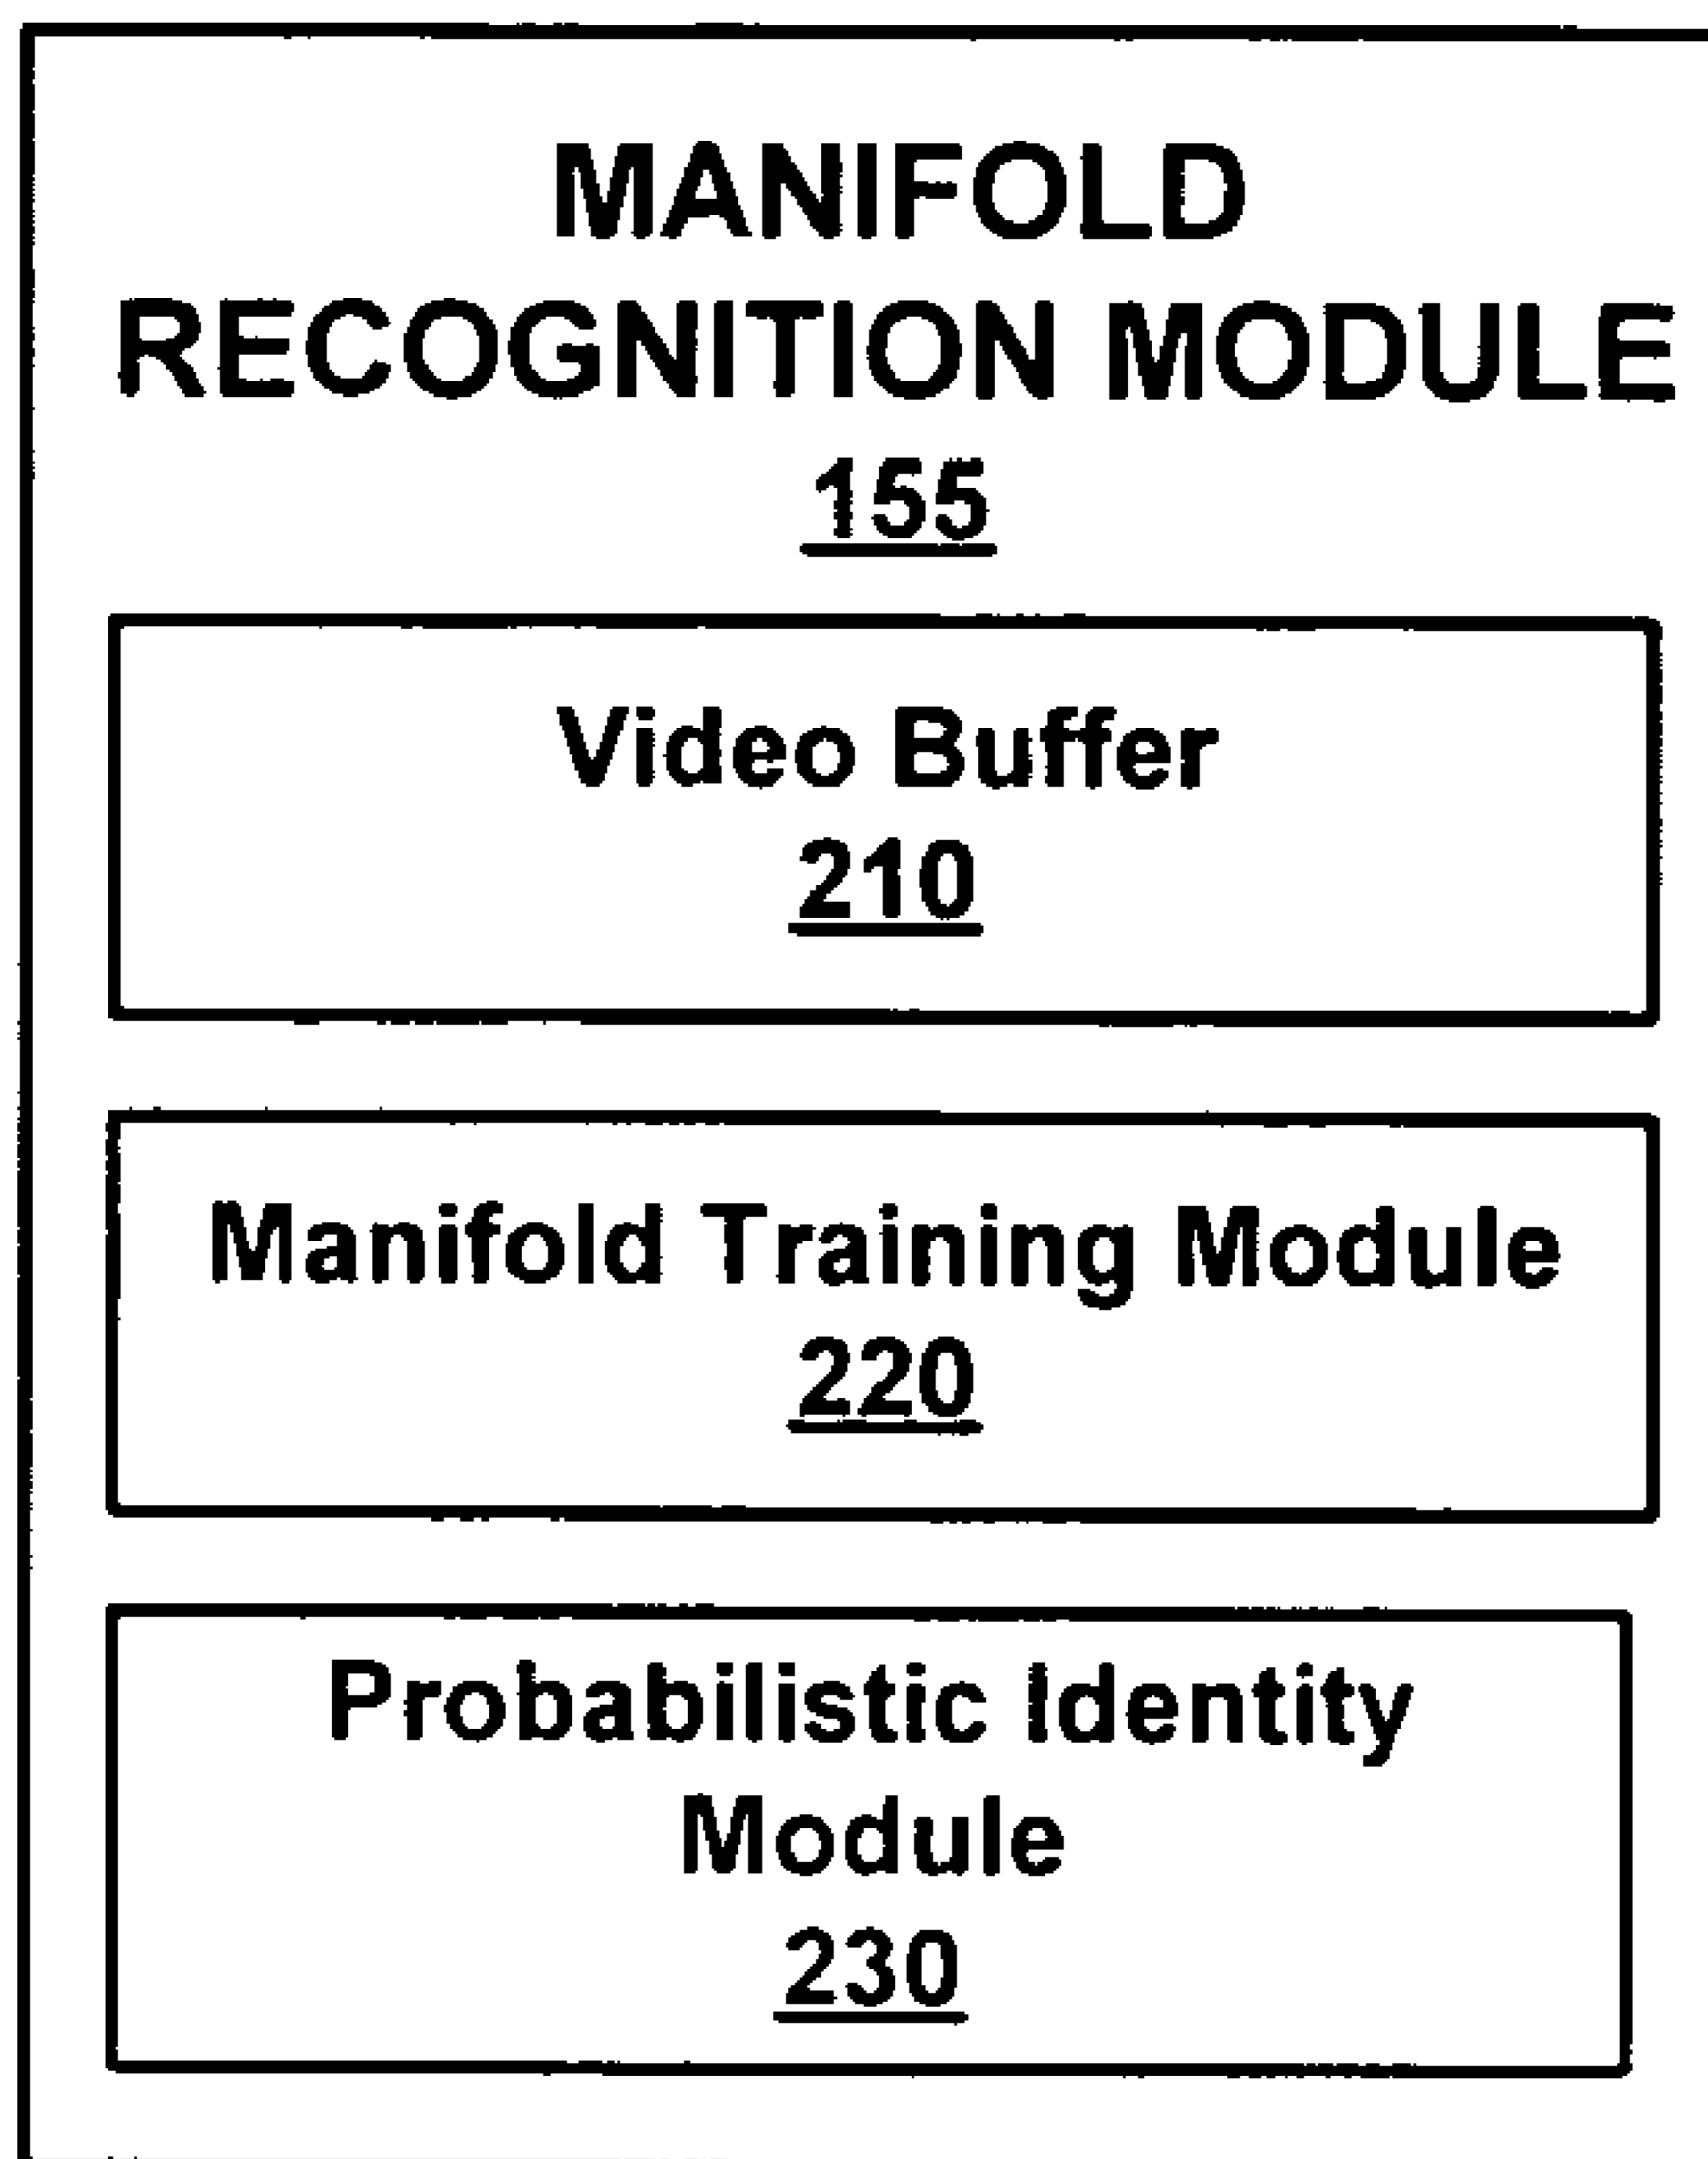 MANIFOLD
RECOGNITION MODULE
155
Video Buffer
210
Manifold Training Module
220
Probabilistic Identity
Module
230